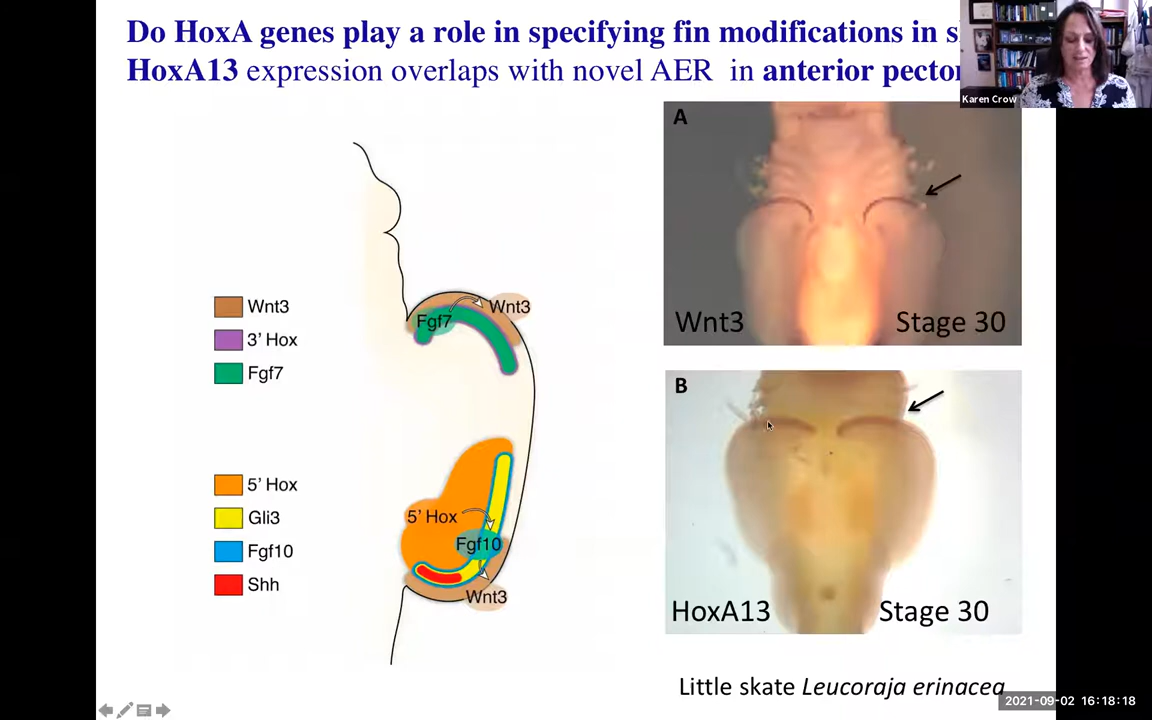 Do HoxA genes play a role in specifying fin modifications in
HoxA13 expression overlaps with novel AER in anterior
Karen Crow
A
Wnt3
Stage 30
Wnt3
3' Hox
Fgf7
Fgf7
Wnt3
B
HoxA13
Stage 30
5' Hox
Gli3
Fgf10
Shh
5' Hox
Fgf10
Wnt3
Little skate Leucoraja erinacea
2021-09-02 16:18:18